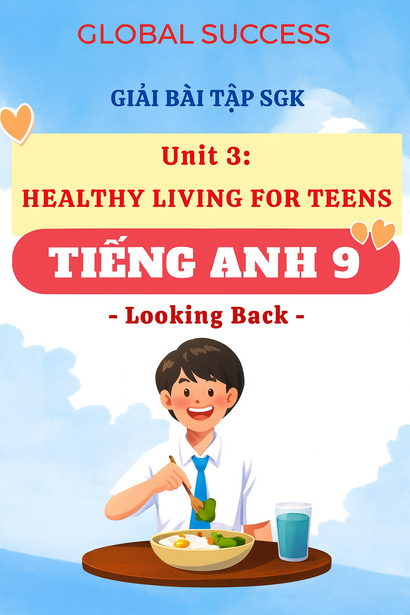 GLOBAL SUCCESS
GIẢI BÀI TẬP SGK
Unit 3:
HEALTHY LIVING FOR TEENS
TIẾNG ANH 9
- Looking Back -